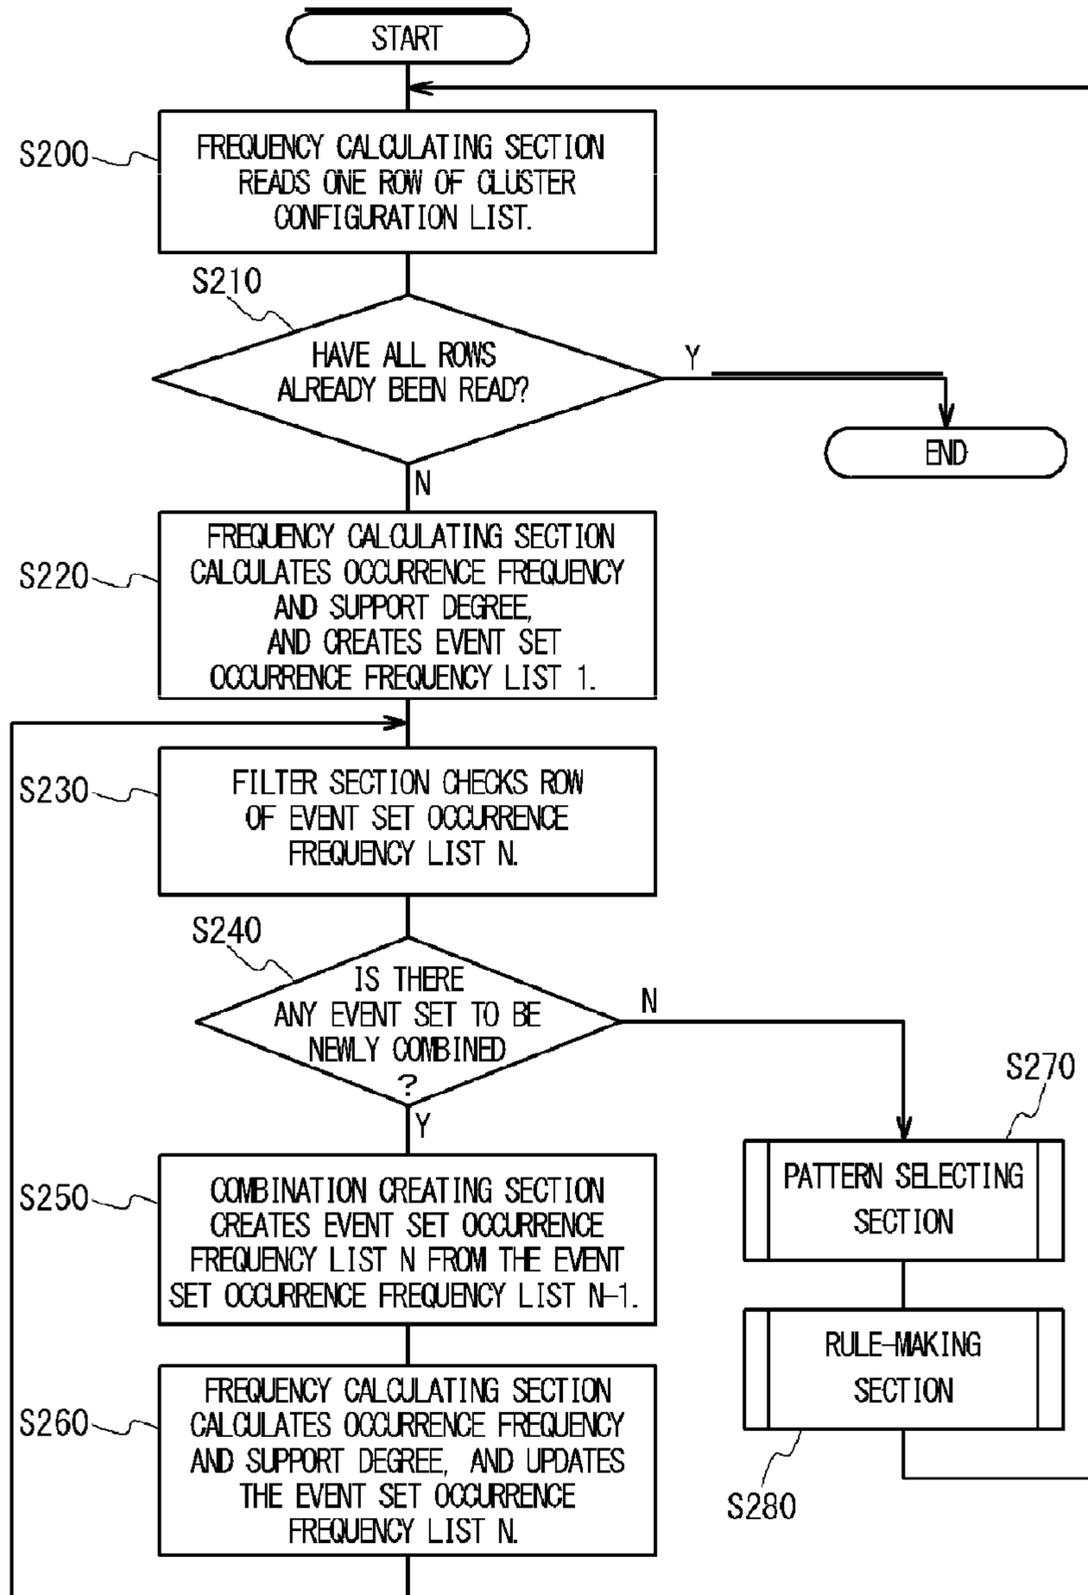 START
S200
FREQUENCY CALCULATING SECTION
READS ONE ROW OF CLUSTER
CONFIGURATION LIST.
S210
HAVE ALL ROWS
ALREADY BEEN READ?
Y
END
N
S220
FREQUENCY CALCULATING SECTION
CALCULATES OCCURRENCE FREQUENCY
AND SUPPORT DEGREE,
AND CREATES EVENT SET
OCCURRENCE FREQUENCY LIST 1.
S230
FILTER SECTION CHECKS ROW
OF EVENT SET OCCURRENCE
FREQUENCY LIST N.
S240
IS THERE
ANY EVENT SET TO BE
NEWLY COMBINED
?
N
Y
S270
PATTERN SELECTING
SECTION
S250
COMBINATION CREATING SECTION
CREATES EVENT SET OCCURRENCE
FREQUENCY LIST N FROM THE EVENT
SET OCCURRENCE FREQUENCY LIST N-1.
RULE-MAKING
SECTION
S280
S260
FREQUENCY CALCULATING SECTION
CALCULATES OCCURRENCE FREQUENCY
AND SUPPORT DEGREE, AND UPDATES
THE EVENT SET OCCURRENCE
FREQUENCY LIST N.